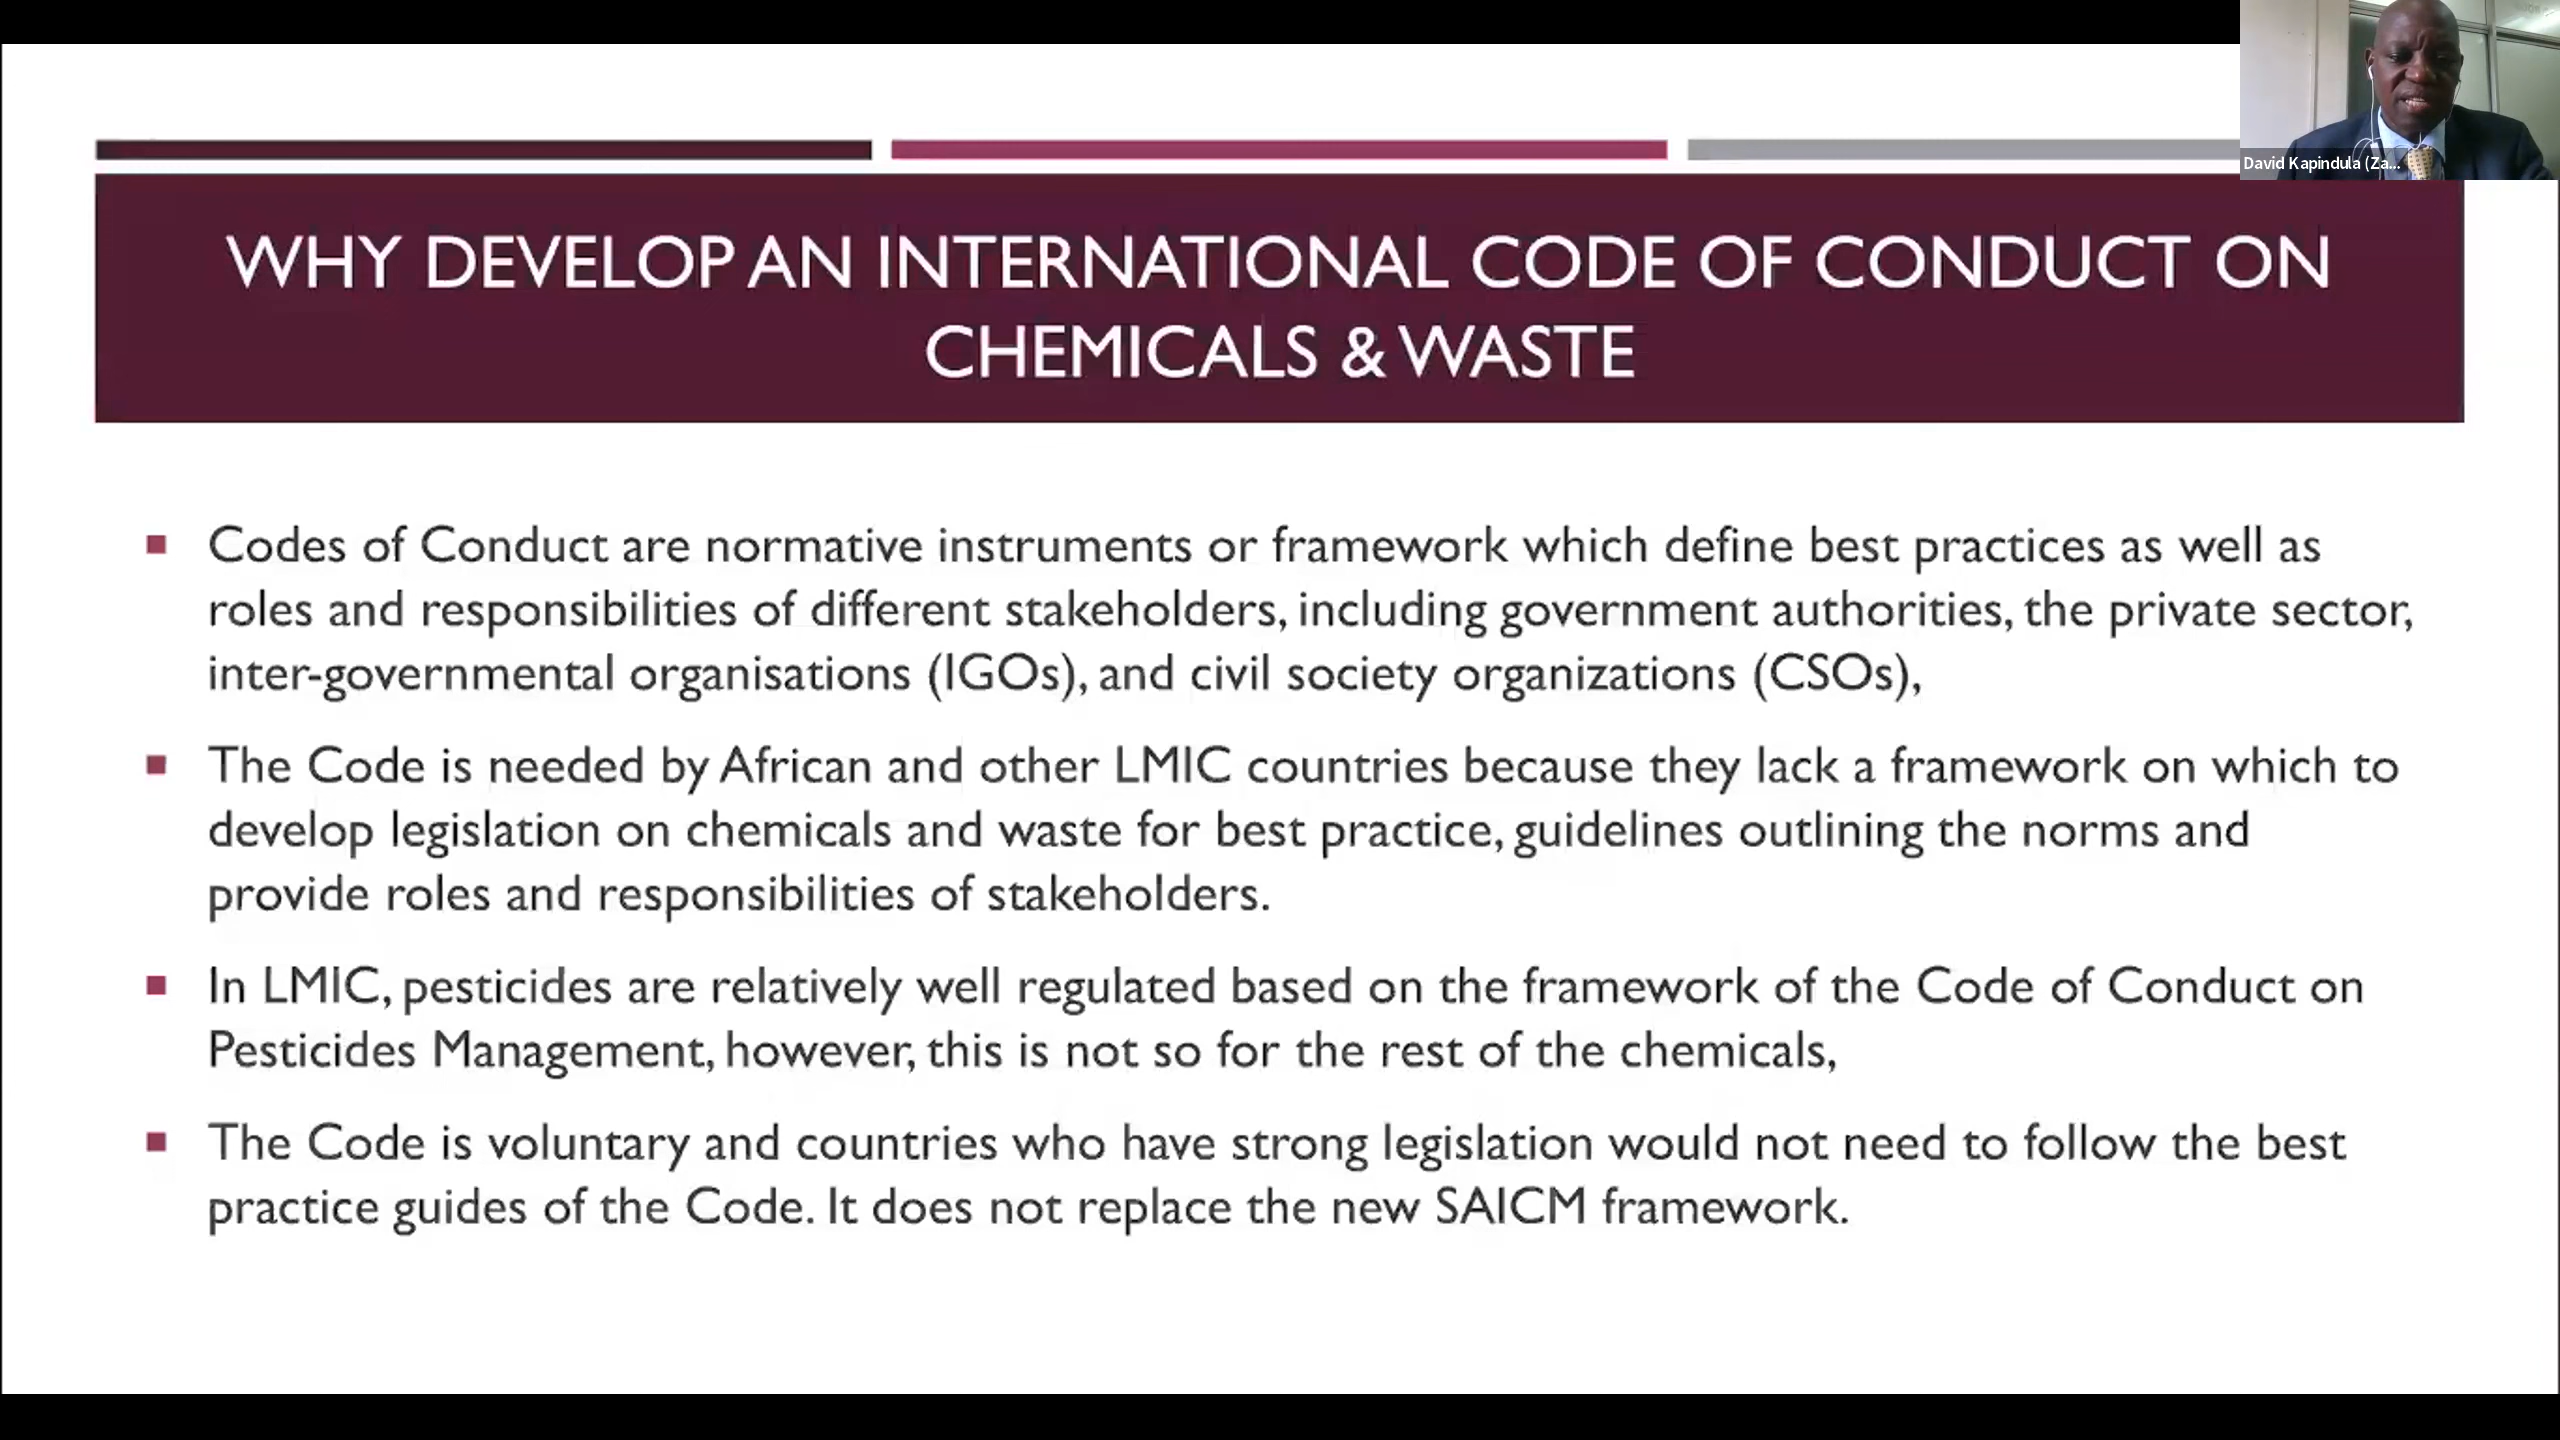 David Kapindula (Za...
WHY DEVELOP AN INTERNATIONAL CODE OF CONDUCT ON
CHEMICALS & WASTE
Codes of Conduct are normative instruments or framework which define best practices as well as
roles and responsibilities of different stakeholders, including government authorities, the private sector,
inter-governmental organisations (IGOs), and civil society organizations (CSOs),
The Code is needed by African and other LMIC countries because they lack a framework on which to
develop legislation on chemicals and waste for best practice, guidelines outlining the norms and
provide roles and responsibilities of stakeholders.
In LMIC, pesticides are relatively well regulated based on the framework of the Code of Conduct on
Pesticides Management, however, this is not so for the rest of the chemicals,
The Code is voluntary and countries who have strong legislation would not need to follow the best
practice guides of the Code. It does not replace the new SAICM framework.